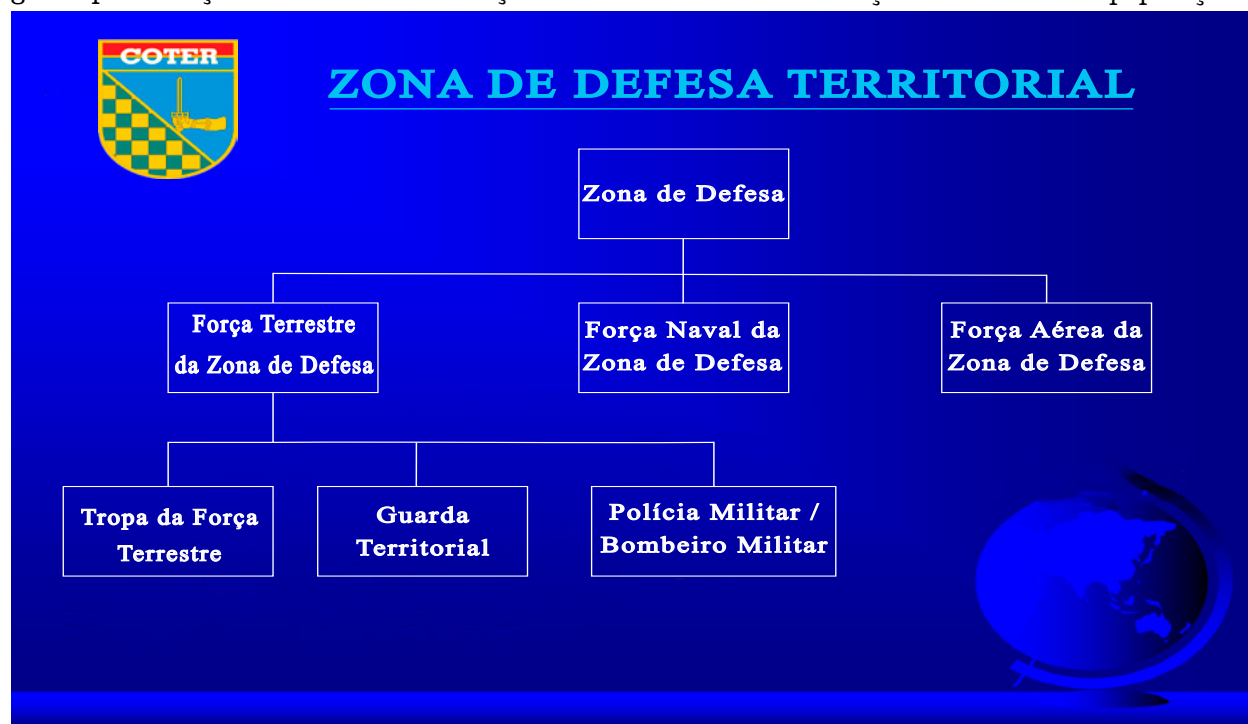 COTER
ZONA DE DEFESA TERRITORIAL
Zona de Defesa
Força Terrestre
da Zona de Defesa
Força Naval da
Zona de Defesa
Força Aérea da
Zona de Defesa
Tropa da Força
Terrestre
Guarda
Territorial
Polícia Militar /
Bombeiro Militar